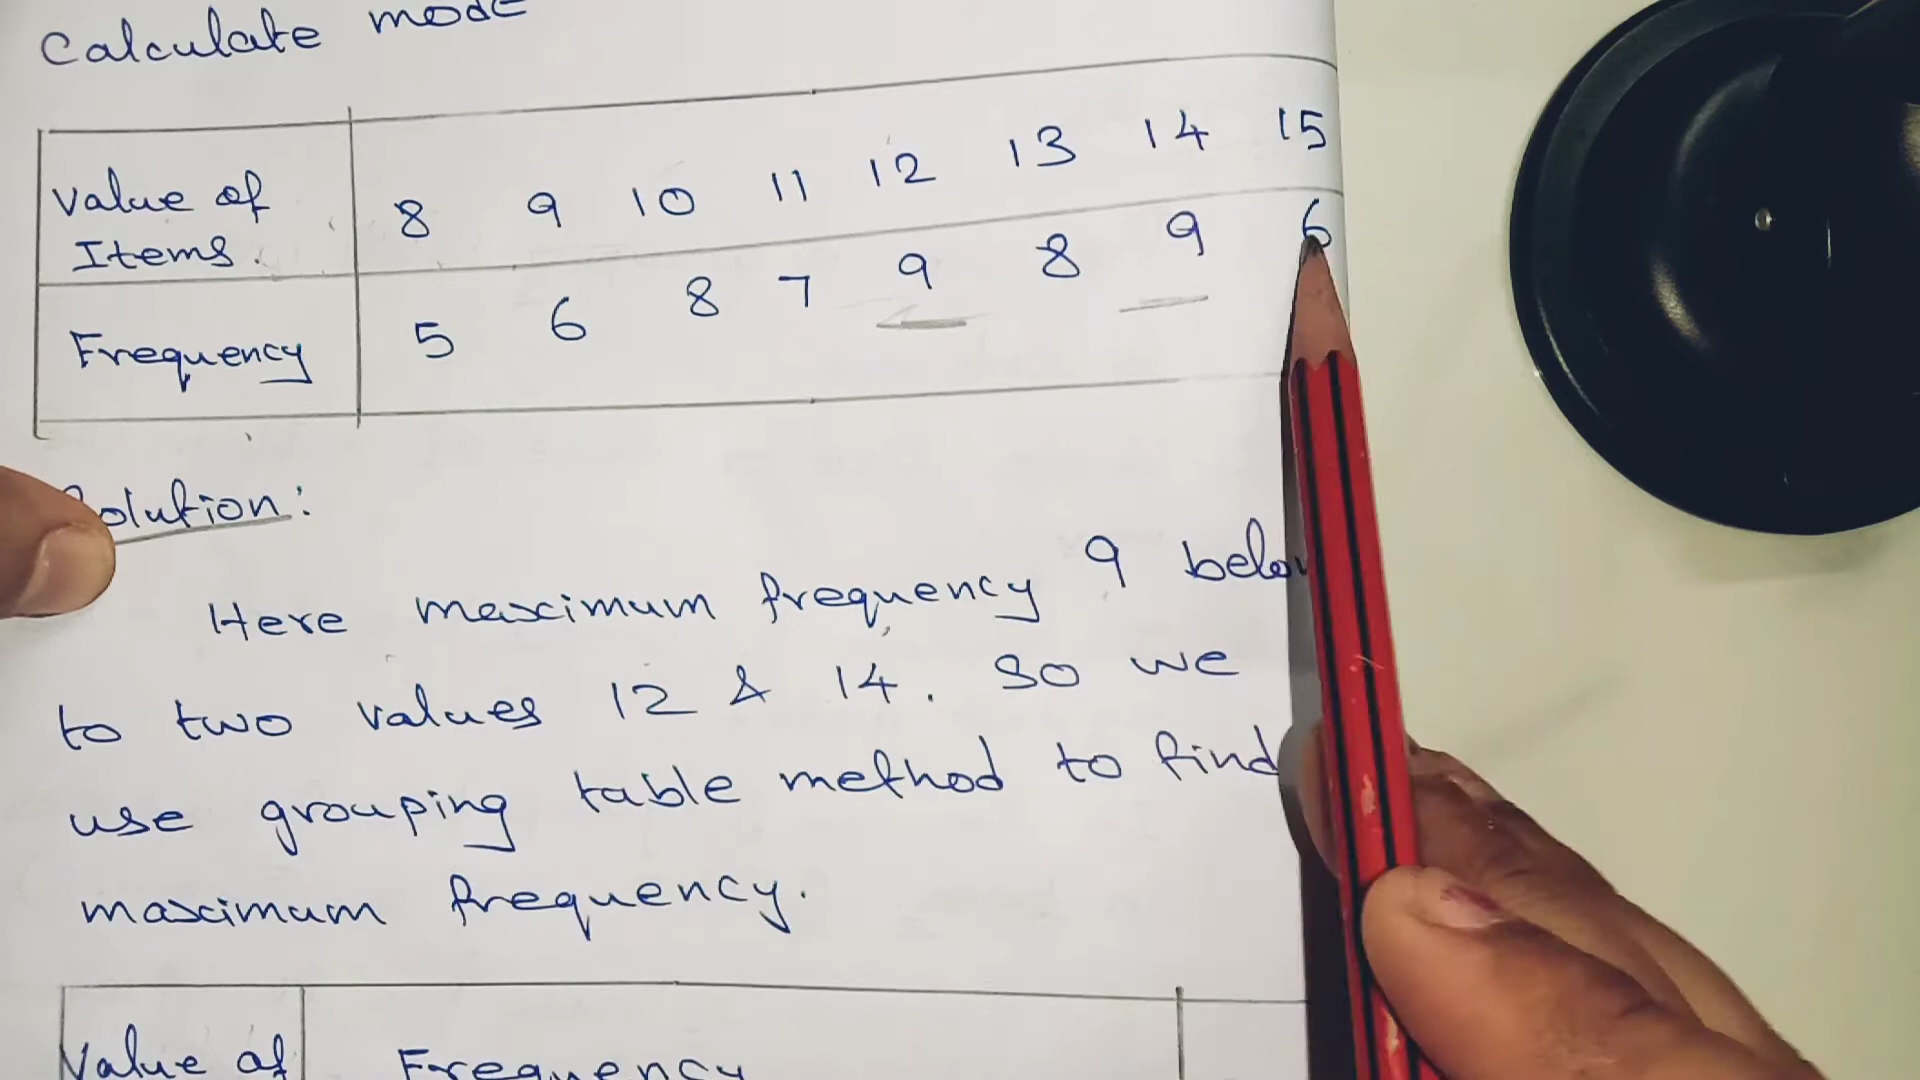 Calculate mode
Value of Items. 8 9 10 11 12 13 14 15
Frequency 5 6 8 7 9 8 9 6
Solution:
Here maximum frequency 9
to two values 12 & 14. So we
use grouping table method to find
maximum frequency.
Value of Frequency